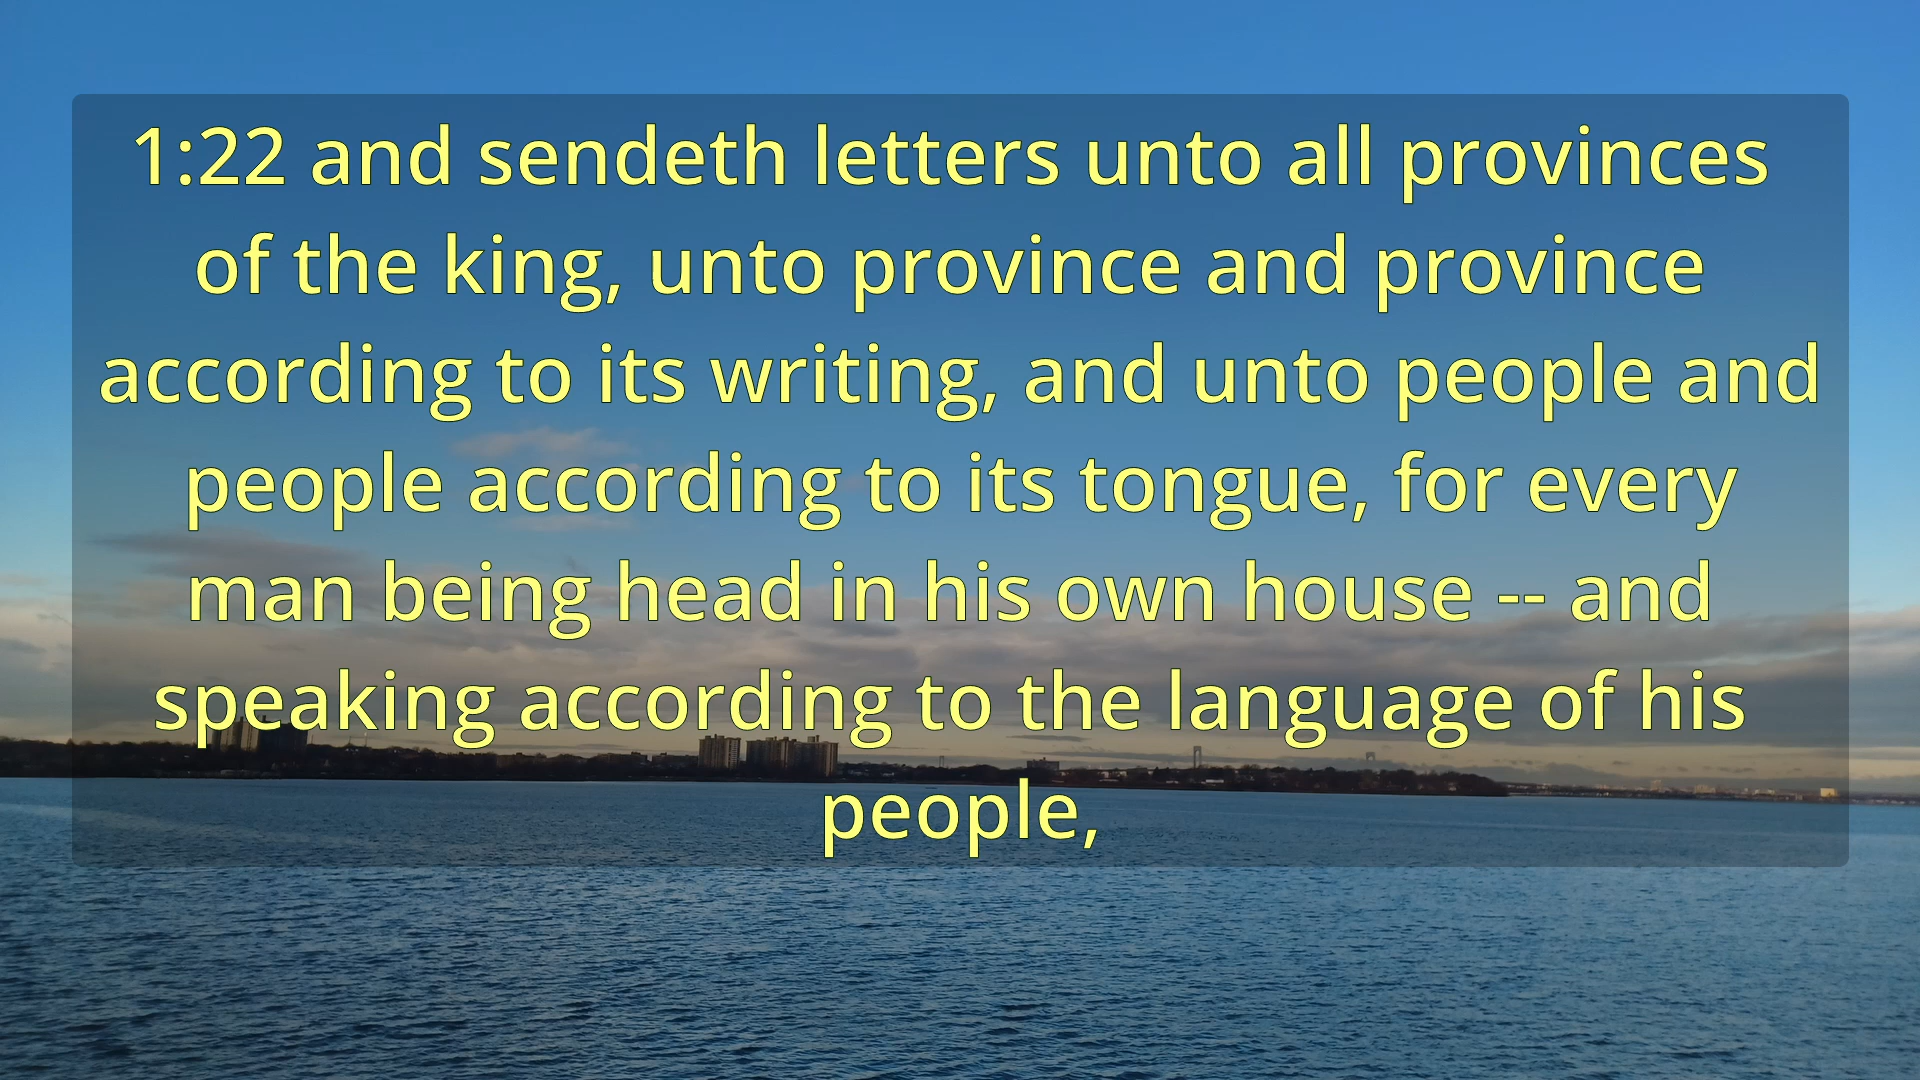 1:22 and sendeth letters unto all provinces
of the king, unto province and province
according to its writing, and unto people and
people according to its tongue, for every
man being head in his own house -- and
speaking according to the language of his
people,